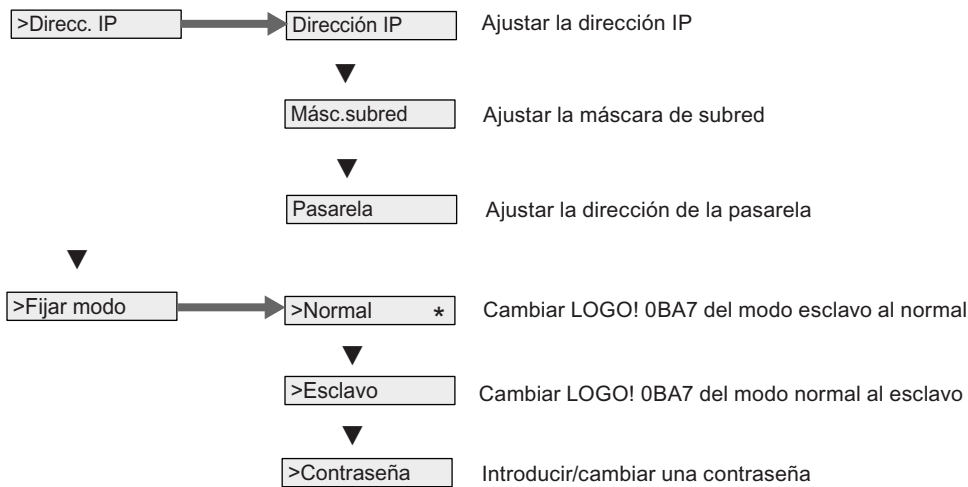 >Direcc. IP Dirección IP Ajustar la dirección IP
Másc.subred Ajustar la máscara de subred
Pasarela Ajustar la dirección de la pasarela
>Fijar modo >Normal * Cambiar LOGO! 0BA7 del modo esclavo al normal
>Esclavo Cambiar LOGO! 0BA7 del modo normal al esclavo
>Contraseña Introducir/cambiar una contraseña